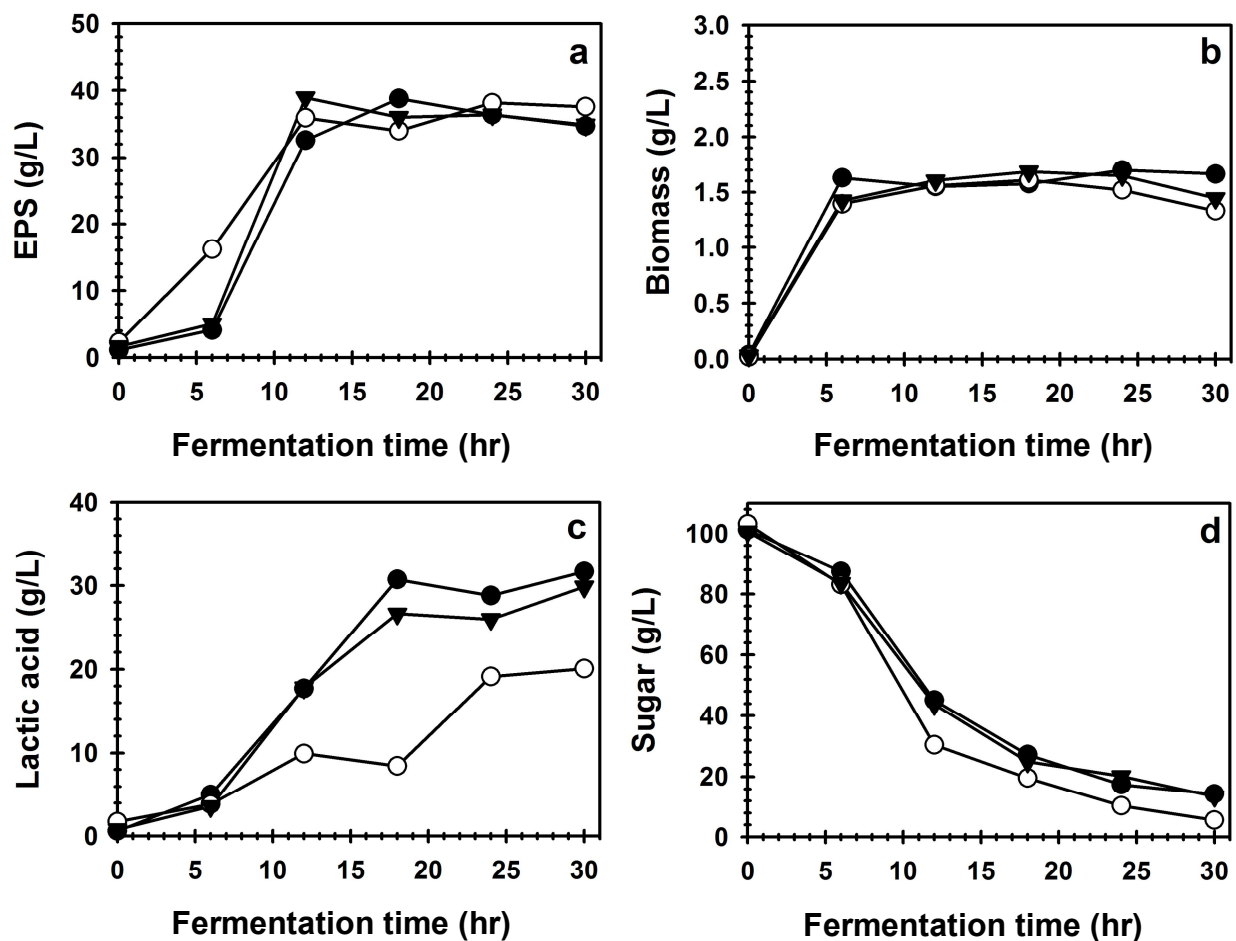 a
EPS (g/L)
50
40
30
20
10
0
0 5 10 15 20 25 30
Fermentation time (hr)
b
Biomass (g/L)
3.0
2.5
2.0
1.5
1.0
0.5
0.0
0 5 10 15 20 25 30
Fermentation time (hr)
c
Lactic acid (g/L)
40
30
20
10
0
0 5 10 15 20 25 30
Fermentation time (hr)
d
Sugar (g/L)
100
80
60
40
20
0
0 5 10 15 20 25 30
Fermentation time (hr)